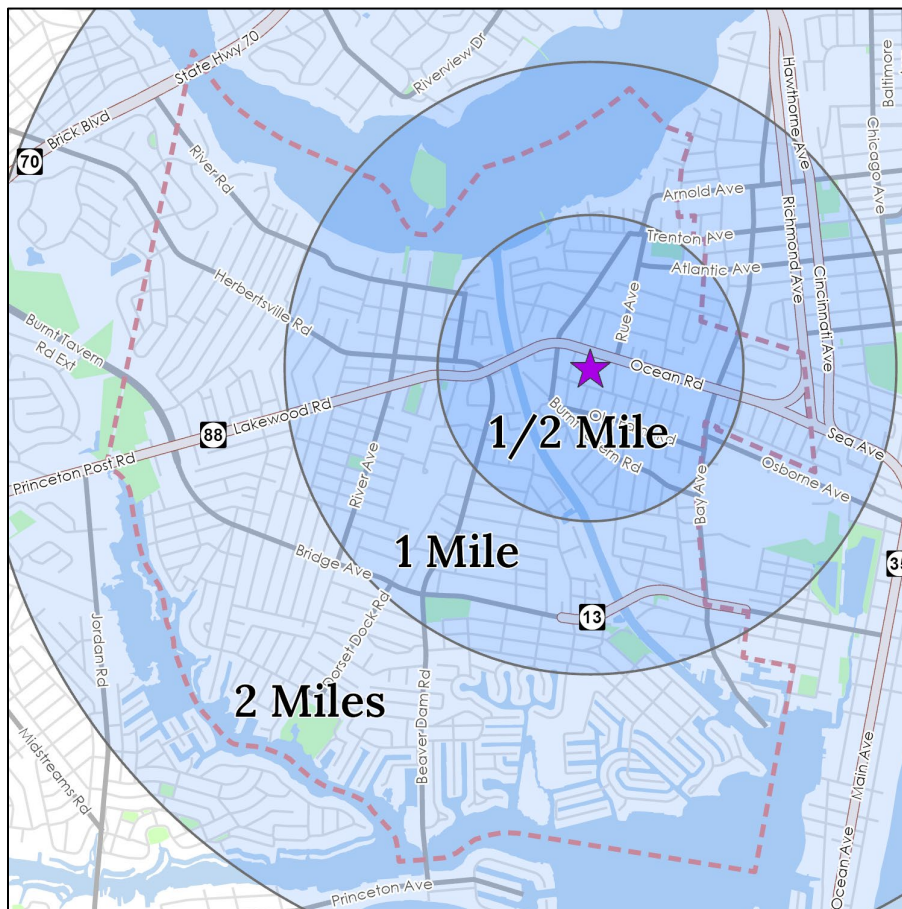 State Hwy 70
Riverview Dr
Hawthorne Ave
Baltimore
Brick Blvd
70
River Rd
Chicago Ave
Arnold Ave
Richmond Ave
Trenton Ave
Atlantic Ave
Cincinnati Ave
Herbertsville Rd
Rue Ave
Burnt Tavern
Rd Ext
Ocean Rd
88
Lakewood Rd
1/2 Mile
Sea Ave
Princeton Post Rd
River Ave
Osborne Ave
Bay Ave
1 Mile
Bridge Ave
35
13
Jordan Rd
Dorset Dock Rd
2 Miles
Beaver Dam Rd
Main Ave
Midstreams Rd
Ocean Ave
Princeton Ave